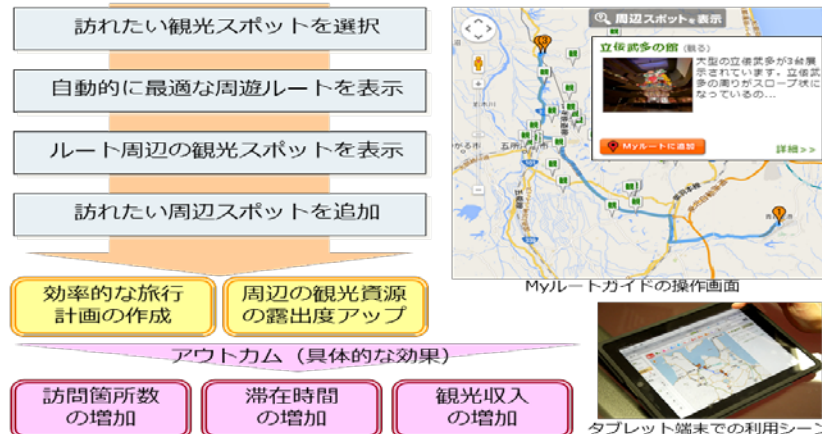 訪れたい観光スポットを選択
自動的に最適な周遊ルートを表示
ルート周辺の観光スポットを表示
訪れたい周辺スポットを追加
効率的な旅行
計画の作成
周辺の観光資源
の露出度アップ
アウトカム（具体的な効果）
訪問箇所数
の増加
滞在時間
の増加
観光収入
の増加
周辺スポットを表示
立佞武多の館 (観る)
大型の立佞武多が3台展
示されています。立佞武
多の周りがスロープ状に
なっているの...
Myルートに追加
詳細>>
Myルートガイドの操作画面
タブレット端末での利用シーン